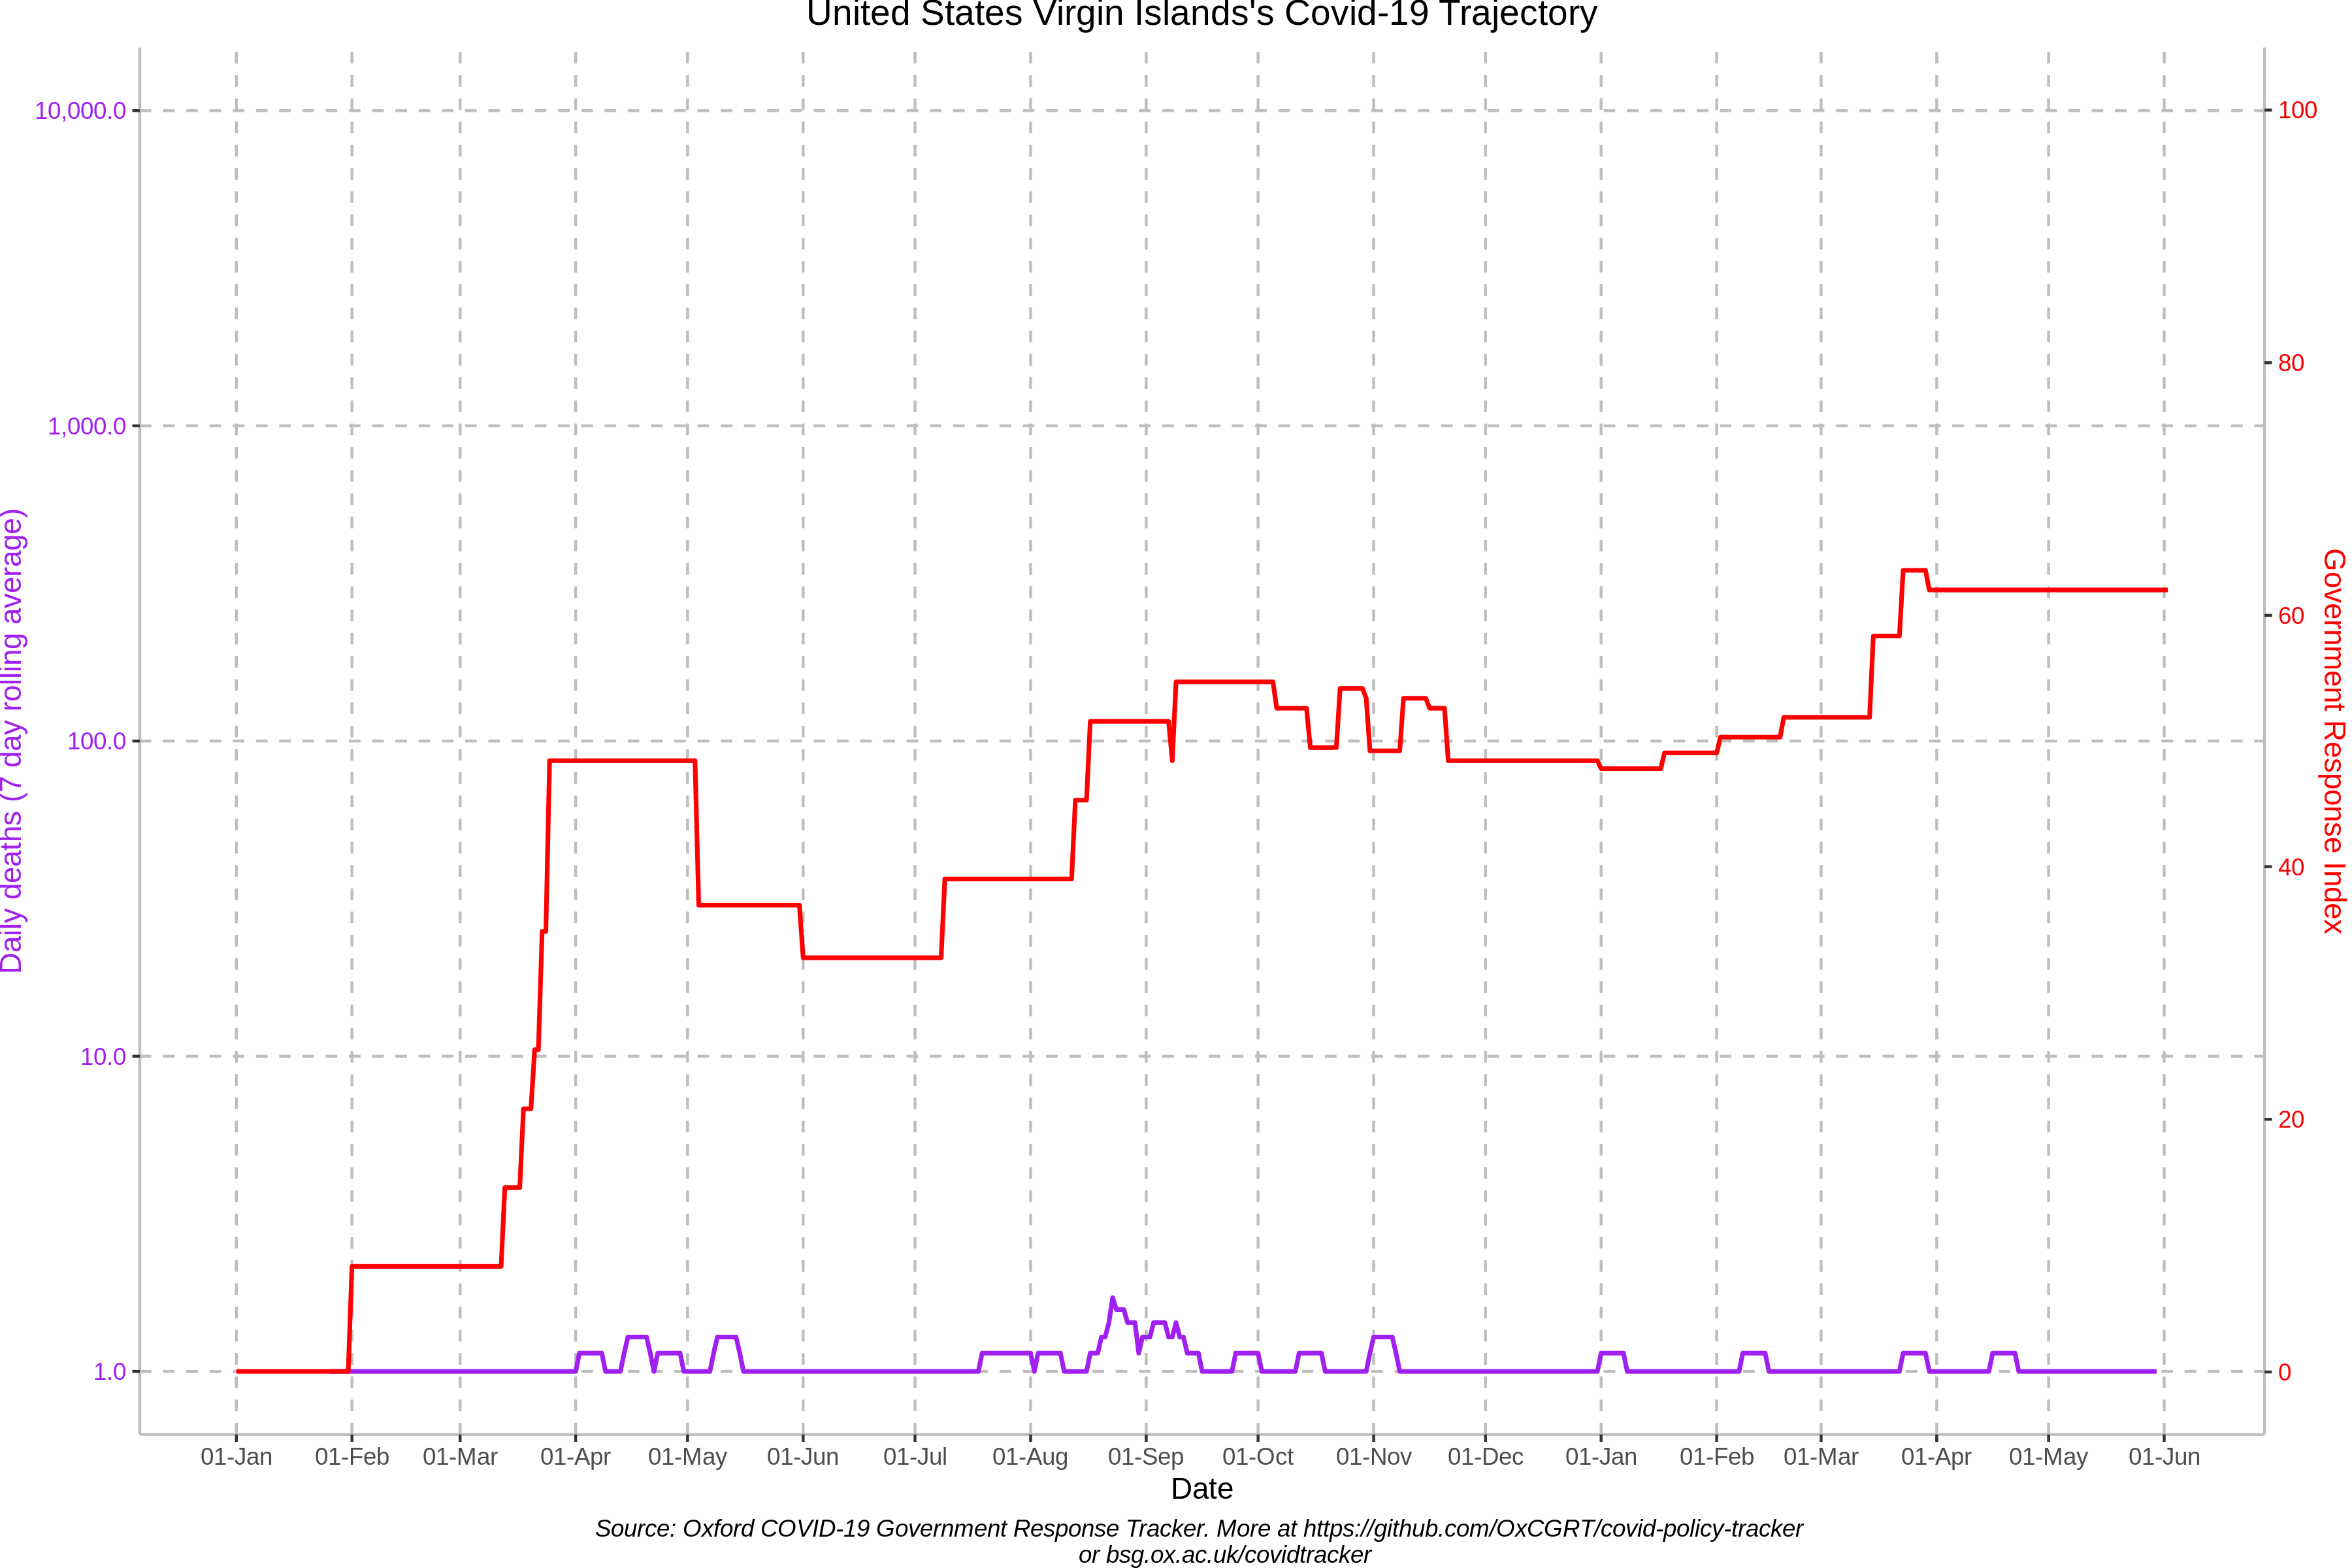 United States Virgin Islands's Covid-19 Trajectory
10,000.0
1,000.0
100.0
10.0
1.0
Daily deaths (7 day rolling average)
100
80
60
40
20
0
Government Response Index
01-Jan 01-Feb 01-Mar 01-Apr 01-May 01-Jun 01-Jul 01-Aug 01-Sep 01-Oct 01-Nov 01-Dec 01-Jan 01-Feb 01-Mar 01-Apr 01-May 01-Jun
Date
Source: Oxford COVID-19 Government Response Tracker. More at https://github.com/OxCGRT/covid-policy-tracker
or bsg.ox.ac.uk/covidtracker